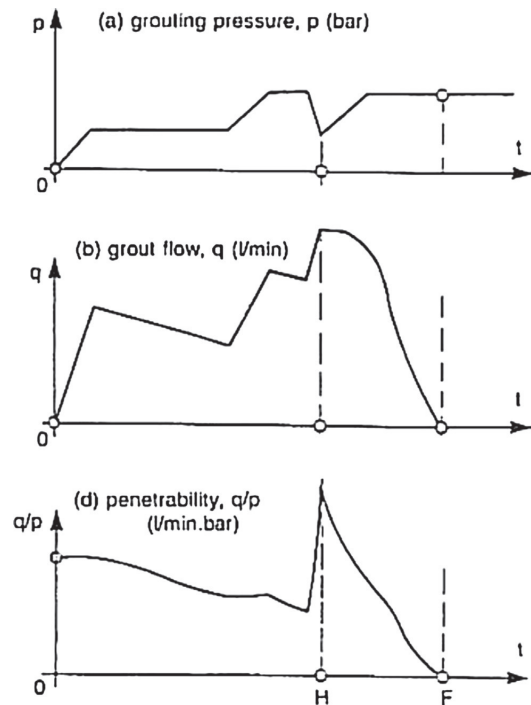 p
(a) grouting pressure, p (bar)
t
0
(b) grout flow, q (l/min)
q
t
0
(d) penetrability, q/p
q/p
(l/min.bar)
t
0
H
F